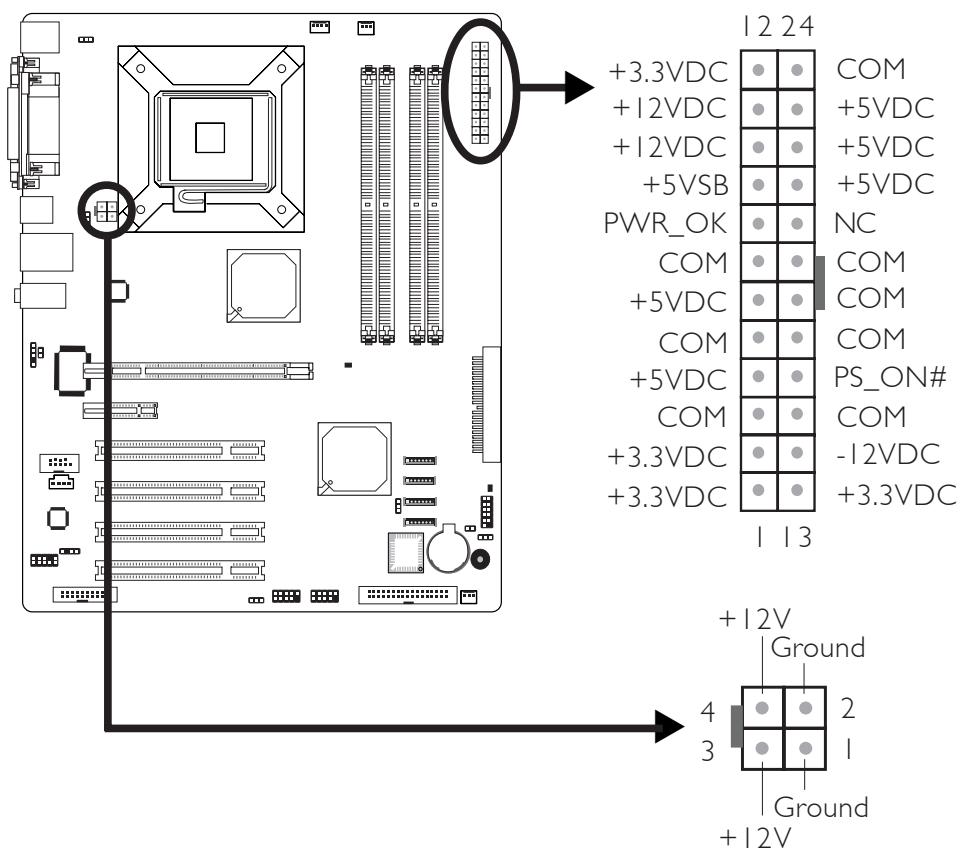 12 24
+3.3VDC COM
+12VDC +5VDC
+12VDC +5VDC
+5VSB +5VDC
PWR_OK NC
COM COM
+5VDC COM
COM COM
+5VDC PS_ON#
COM COM
+3.3VDC -12VDC
+3.3VDC +3.3VDC
1 13
+12V
Ground
4 2
3 1
Ground
+12V